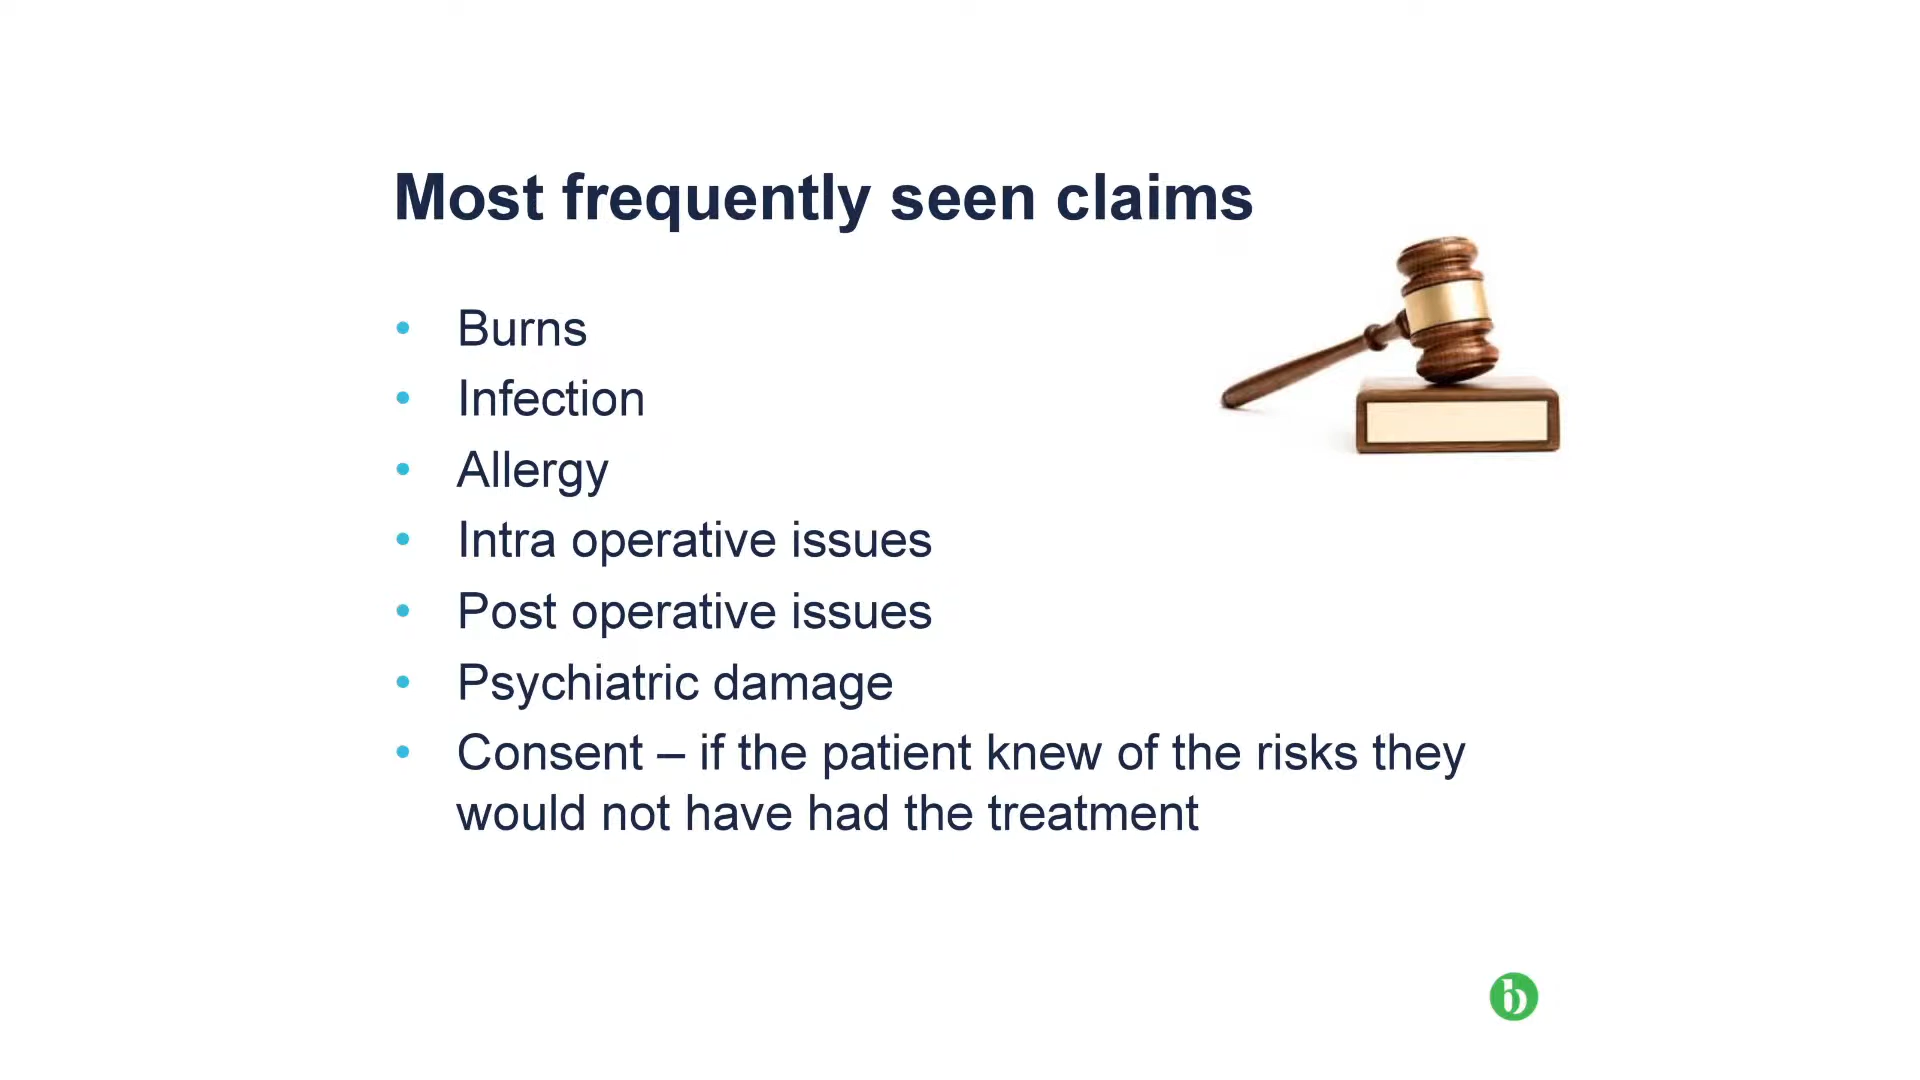 Most frequently seen claims
• Burns
• Infection
• Allergy
• Intra operative issues
• Post operative issues
• Psychiatric damage
• Consent – if the patient knew of the risks they
would not have had the treatment
b